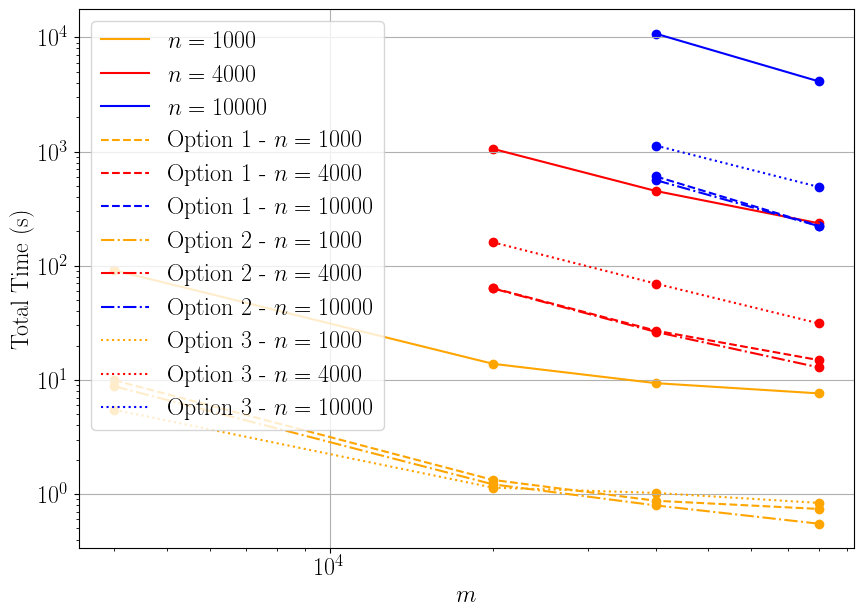 10^4
10^3
10^2
10^1
10^0
Total Time (s)
n = 1000
n = 4000
n = 10000
Option 1 - n = 1000
Option 1 - n = 4000
Option 1 - n = 10000
Option 2 - n = 1000
Option 2 - n = 4000
Option 2 - n = 10000
Option 3 - n = 1000
Option 3 - n = 4000
Option 3 - n = 10000
10^4
m